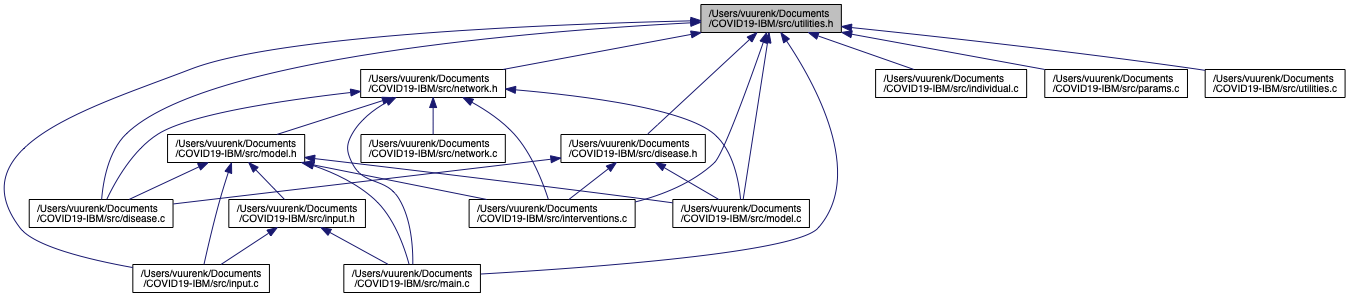 /Users/vuurenk/Documents
/COVID19-IBM/src/utilities.h
/Users/vuurenk/Documents
/COVID19-IBM/src/network.h
/Users/vuurenk/Documents
/COVID19-IBM/src/individual.c
/Users/vuurenk/Documents
/COVID19-IBM/src/params.c
/Users/vuurenk/Documents
/COVID19-IBM/src/utilities.c
/Users/vuurenk/Documents
/COVID19-IBM/src/model.h
/Users/vuurenk/Documents
/COVID19-IBM/src/network.c
/Users/vuurenk/Documents
/COVID19-IBM/src/disease.h
/Users/vuurenk/Documents
/COVID19-IBM/src/disease.c
/Users/vuurenk/Documents
/COVID19-IBM/src/input.h
/Users/vuurenk/Documents
/COVID19-IBM/src/interventions.c
/Users/vuurenk/Documents
/COVID19-IBM/src/model.c
/Users/vuurenk/Documents
/COVID19-IBM/src/input.c
/Users/vuurenk/Documents
/COVID19-IBM/src/main.c